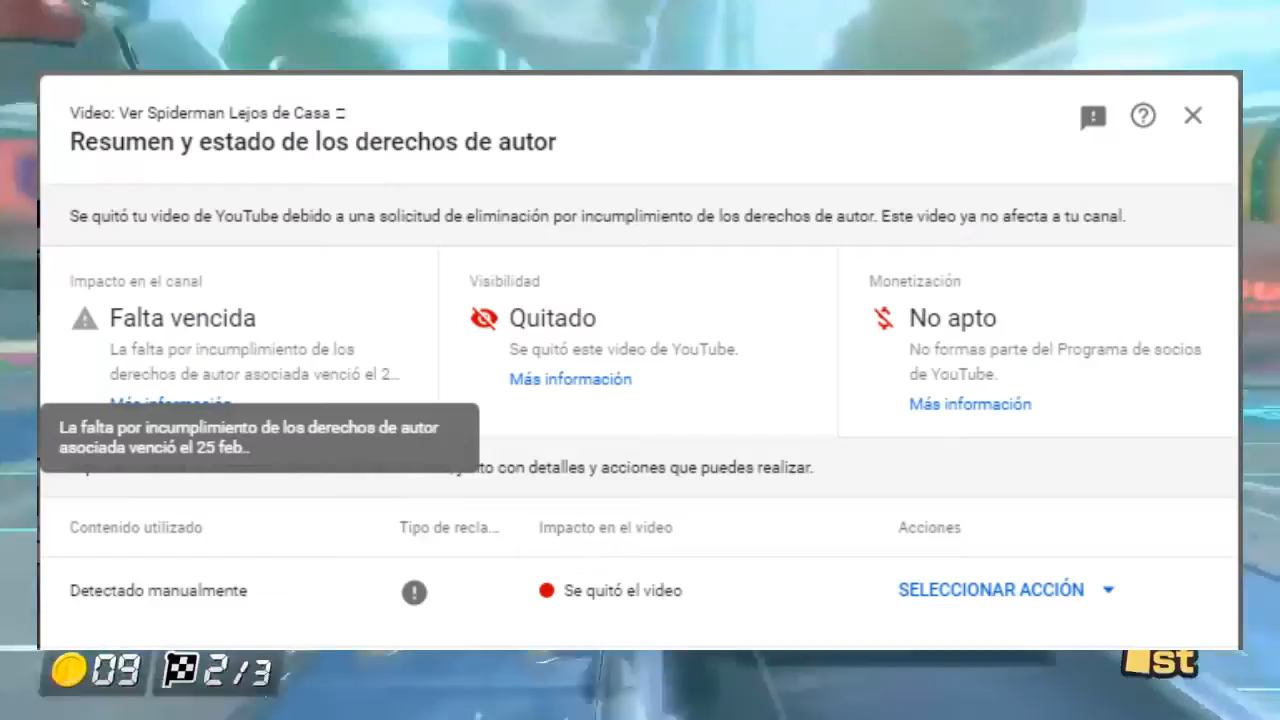 Video: Ver Spiderman Lejos de Casa
Resumen y estado de los derechos de autor
Se quitó tu video de YouTube debido a una solicitud de eliminación por incumplimiento de los derechos de autor. Este video ya no afecta a tu canal.
Impacto en el canal
Falta vencida
La falta por incumplimiento de los
derechos de autor asociada venció el 2...
Más información
La falta por incumplimiento de los derechos de autor
asociada venció el 25 feb..
Visibilidad
Quitado
Se quitó este video de YouTube.
Más información
Monetización
No apto
No formas parte del Programa de socios
de YouTube.
Más información
con detalles y acciones que puedes realizar.
Contenido utilizado
Tipo de recla...
Impacto en el video
Acciones
Detectado manualmente
Se quitó el video
SELECCIONAR ACCIÓN
09
2/3
1st